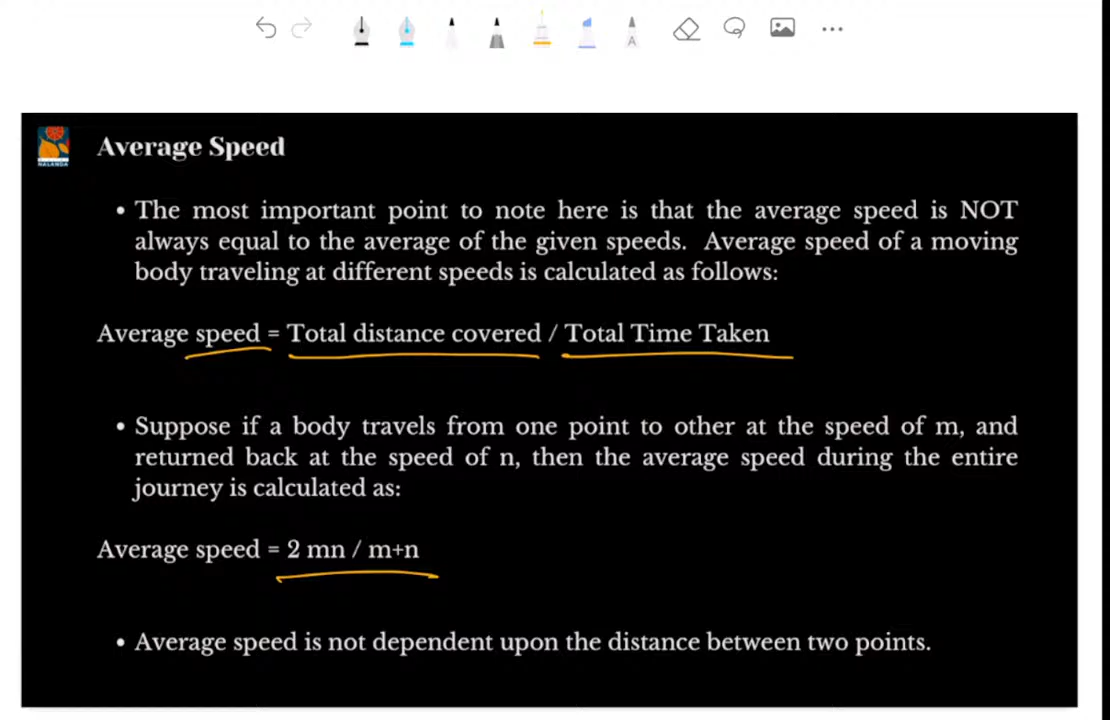 Average Speed
• The most important point to note here is that the average speed is NOT
always equal to the average of the given speeds. Average speed of a moving
body traveling at different speeds is calculated as follows:
Average speed = Total distance covered / Total Time Taken
• Suppose if a body travels from one point to other at the speed of m, and
returned back at the speed of n, then the average speed during the entire
journey is calculated as:
Average speed = 2 mn / m+n
• Average speed is not dependent upon the distance between two points.
NALANDA
A